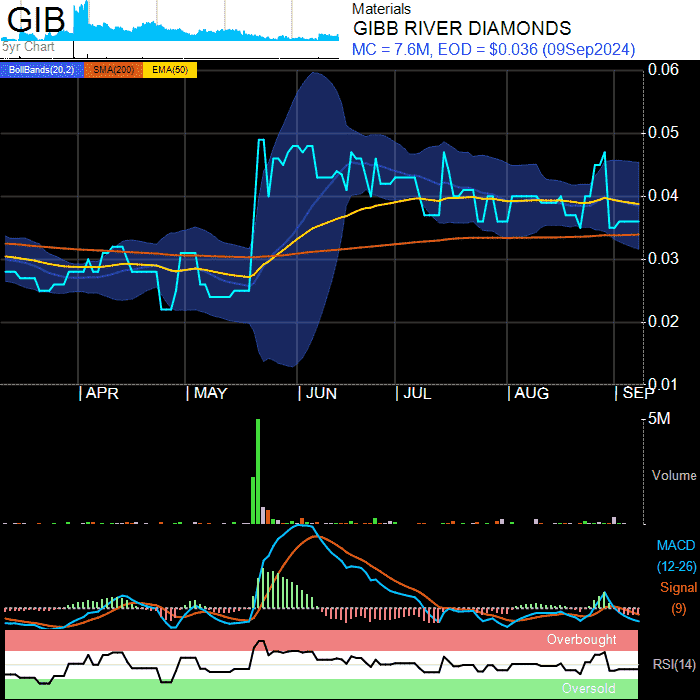 GIB
5yr Chart
Materials
GIBB RIVER DIAMONDS
MC = 7.6M, EOD = $0.036 (09Sep2024)
BollBands(20,2) SMA(200) EMA(50)
0.06
0.05
0.04
0.03
0.02
0.01
APR MAY JUN JUL AUG SEP
5M
Volume
MACD
(12-26)
Signal
(9)
Overbought
RSI(14)
Oversold